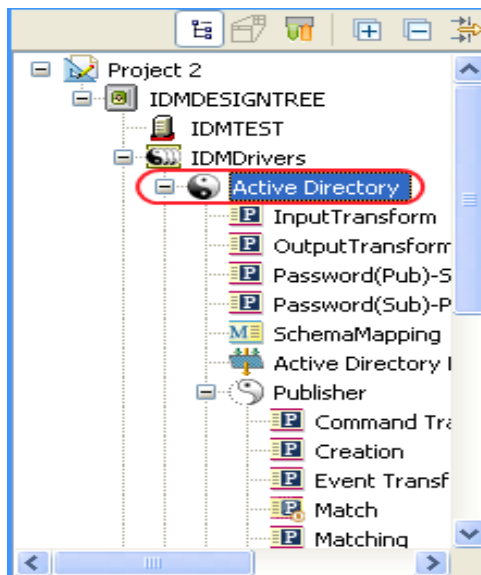 Project 2
IDMDESIGNTREE
IDMTEST
IDMDrivers
Active Directory
P InputTransform
P OutputTransform
P Password(Pub)-S
P Password(Sub)-P
M SchemaMapping
Active Directory
Publisher
P Command Tra
P Creation
P Event Transf
P Match
P Matching